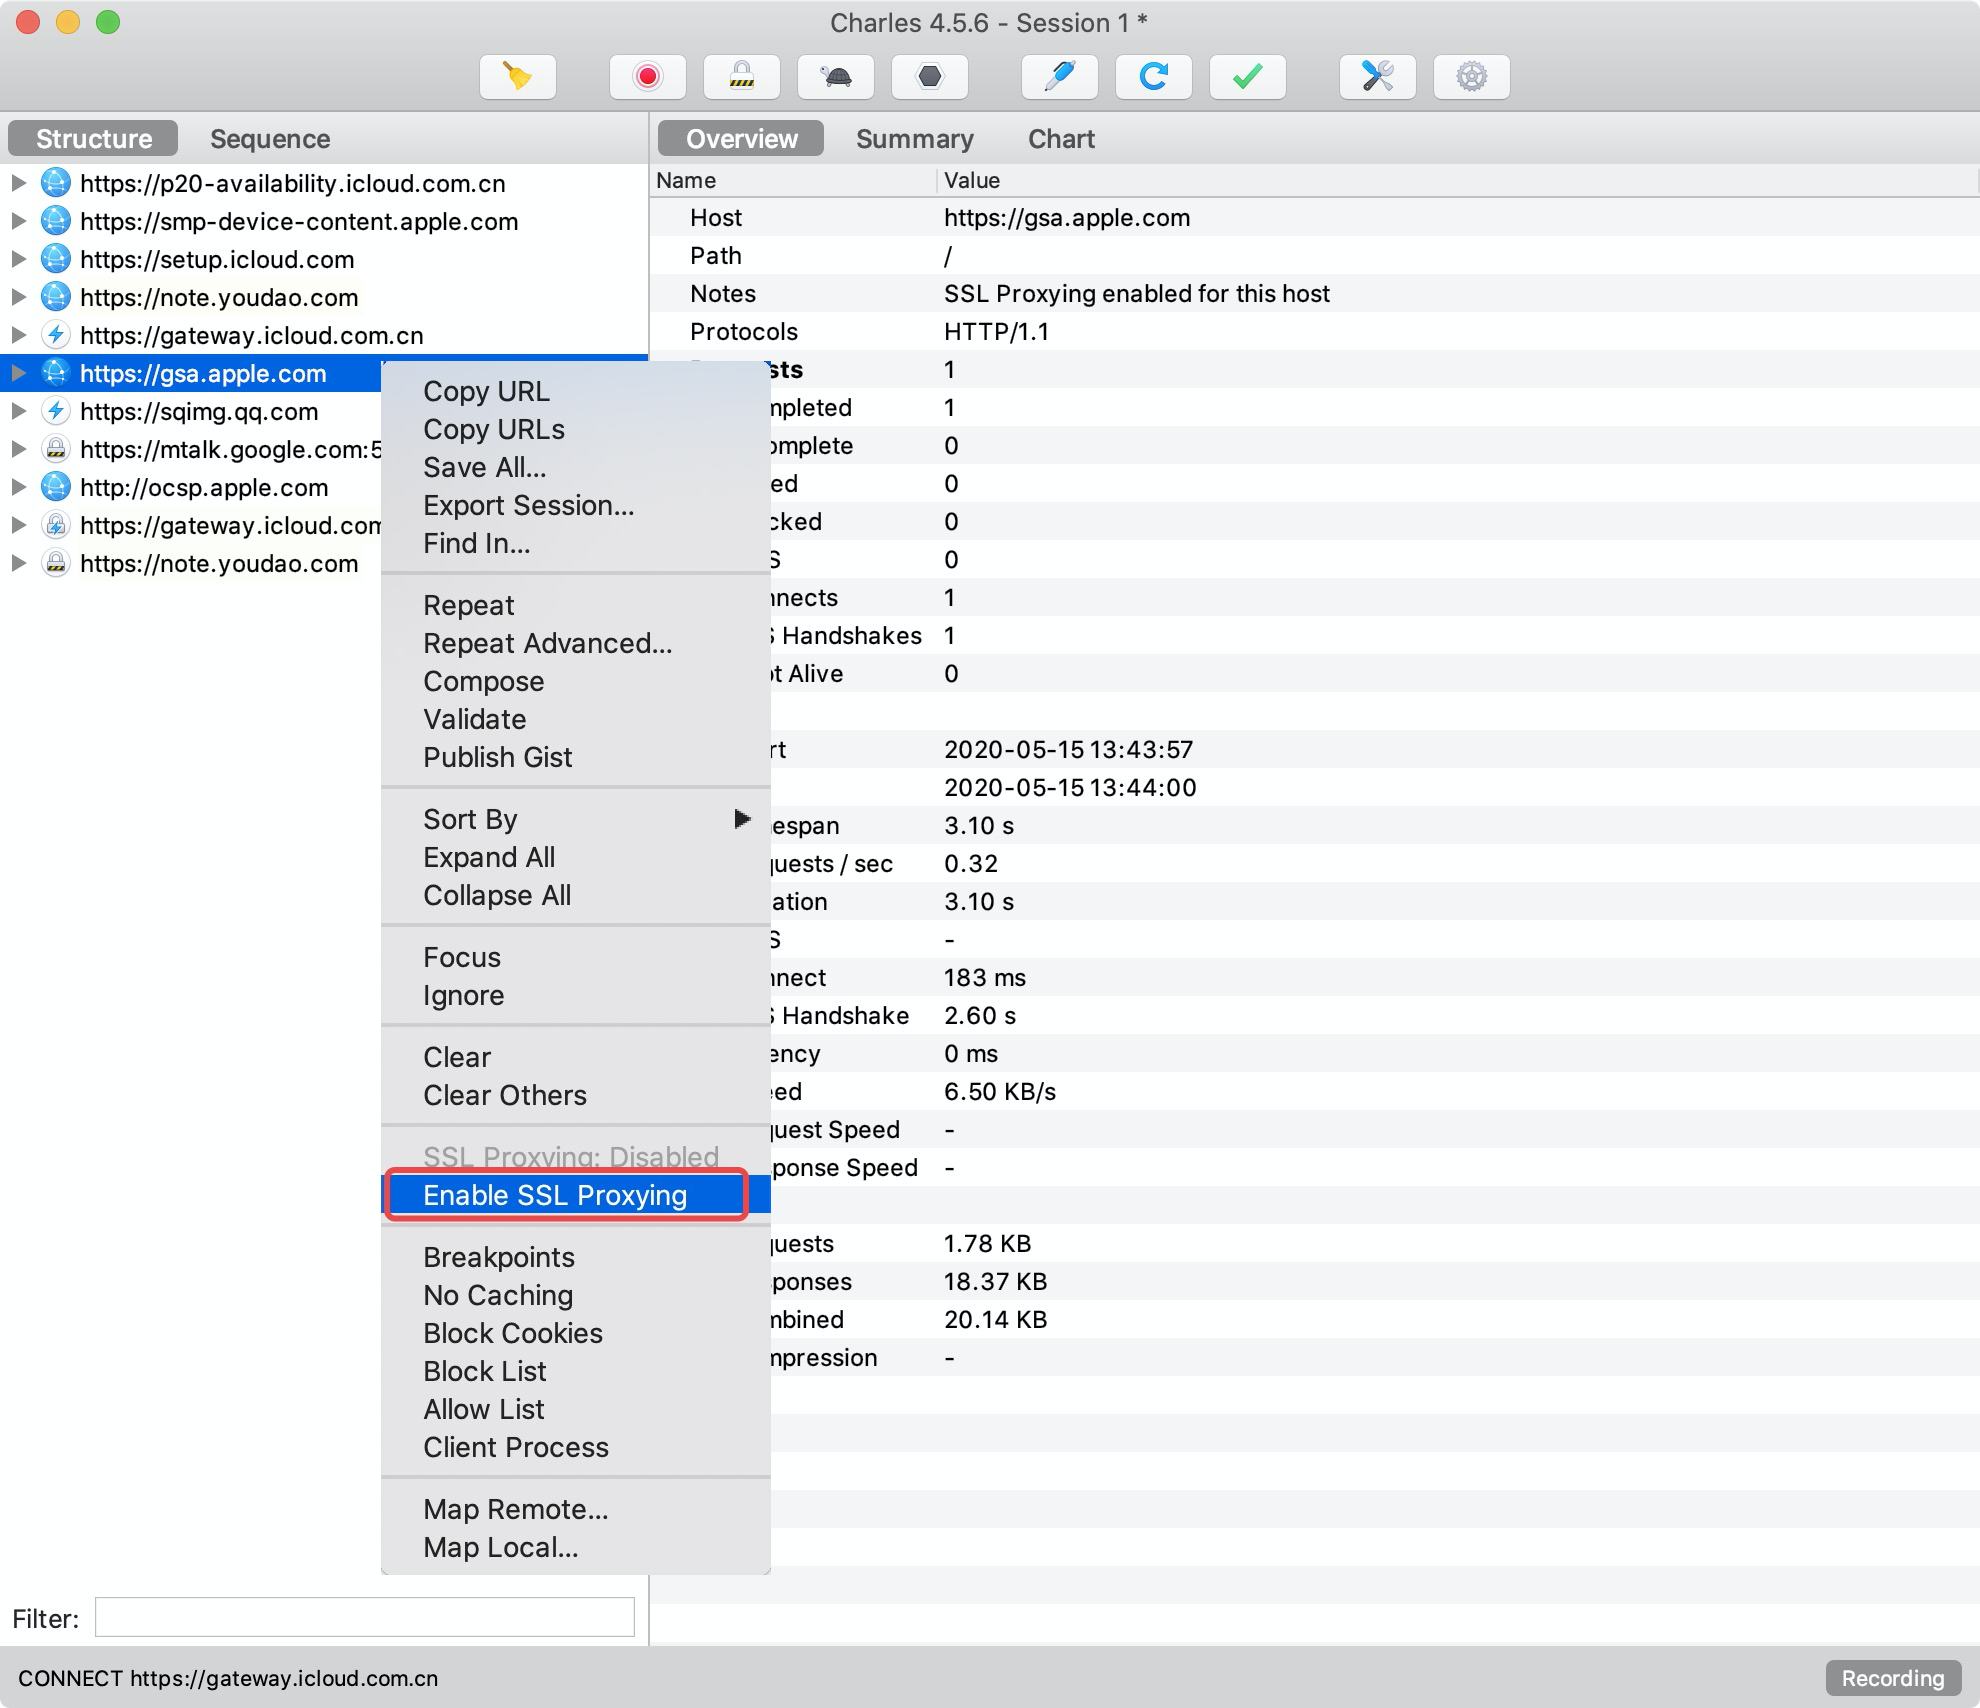 Charles 4.5.6 - Session 1 *
Structure
Sequence
https://p20-availability.icloud.com.cn
https://smp-device-content.apple.com
https://setup.icloud.com
https://note.youdao.com
https://gateway.icloud.com.cn
https://gsa.apple.com
https://sqimg.qq.com
https://mtalk.google.com:5
http://ocsp.apple.com
https://gateway.icloud.com
https://note.youdao.com
Copy URL
Copy URLs
Save All...
Export Session...
Find In...
Repeat
Repeat Advanced...
Compose
Validate
Publish Gist
Sort By
Expand All
Collapse All
Focus
Ignore
Clear
Clear Others
SSL Proxying: Disabled
Enable SSL Proxying
Breakpoints
No Caching
Block Cookies
Block List
Allow List
Client Process
Map Remote...
Map Local...
Overview Summary Chart
Name Value
Host https://gsa.apple.com
Path /
Notes SSL Proxying enabled for this host
Protocols HTTP/1.1
sts 1
mpleted 1
omplete 0
ed 0
cked 0
S 0
nnects 1
S Handshakes 1
pt Alive 0
rt 2020-05-15 13:43:57
2020-05-15 13:44:00
espan 3.10 s
quests / sec 0.32
ation 3.10 s
S -
nnect 183 ms
S Handshake 2.60 s
ency 0 ms
eed 6.50 KB/s
quest Speed -
ponse Speed -
quests 1.78 KB
ponses 18.37 KB
mbined 20.14 KB
mpression -
Filter:
CONNECT https://gateway.icloud.com.cn
Recording